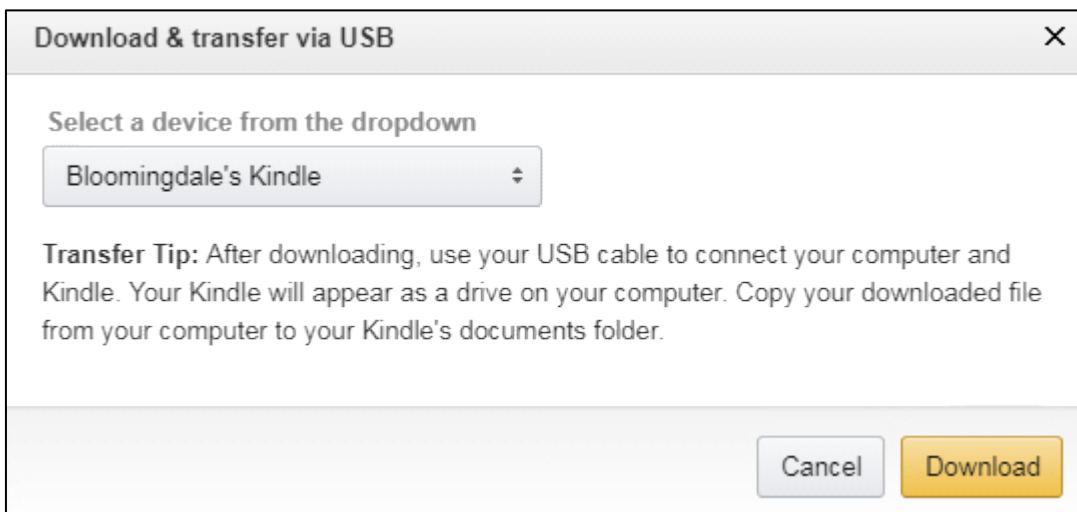 Download & transfer via USB
Select a device from the dropdown
Bloomingdale's Kindle
Transfer Tip: After downloading, use your USB cable to connect your computer and
Kindle. Your Kindle will appear as a drive on your computer. Copy your downloaded file
from your computer to your Kindle's documents folder.
Cancel Download